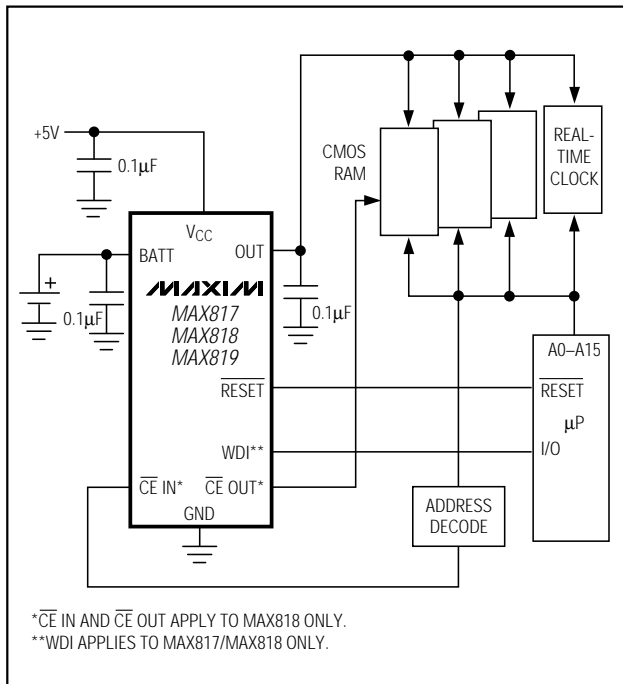 +5V
0.1µF
VCC
BATT
OUT
MAXIM
MAX817
MAX818
MAX819
0.1µF
0.1µF
RESET
WDI**
CE IN*
CE OUT*
GND
CMOS
RAM
REAL-
TIME
CLOCK
A0–A15
RESET
µP
I/O
ADDRESS
DECODE
*CE IN AND CE OUT APPLY TO MAX818 ONLY.
**WDI APPLIES TO MAX817/MAX818 ONLY.